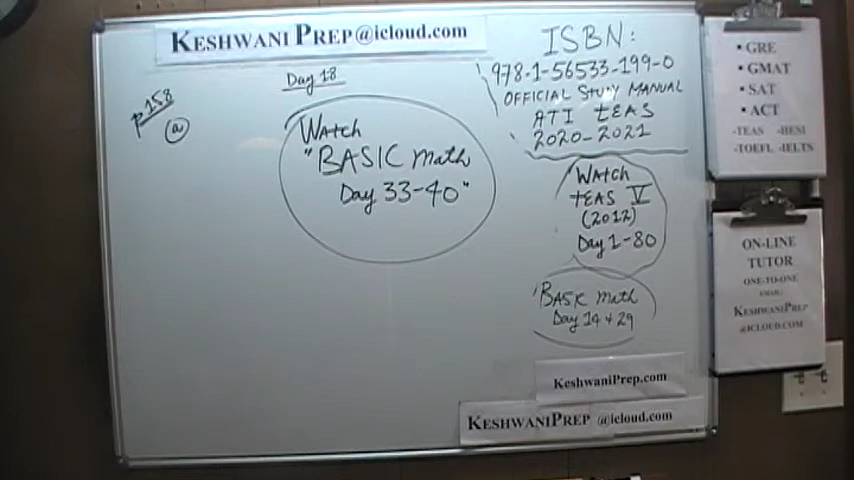 KESHWANI PREP@icloud.com
Day 18
p158
a
WAtch
"BASIC math
Day 33-40"
ISBN:
978-1-56533-199-0
OFFICIAL STUDY MANUAL
ATI tEAS
2020-2021
WAtch
tEAS V
(2012)
Day 1-80
BASIC math
Day 14 & 29
KeshwaniPrep.com
KESHWANIPREP @icloud.com
▪ GRE
▪ GMAT
▪ SAT
▪ ACT
-TEAS -HESI
-TOEFL -IELTS
ON-LINE
TUTOR
ONE-TO-ONE
EMAIL:
KESHWANIPREP
@ICLOUD.COM